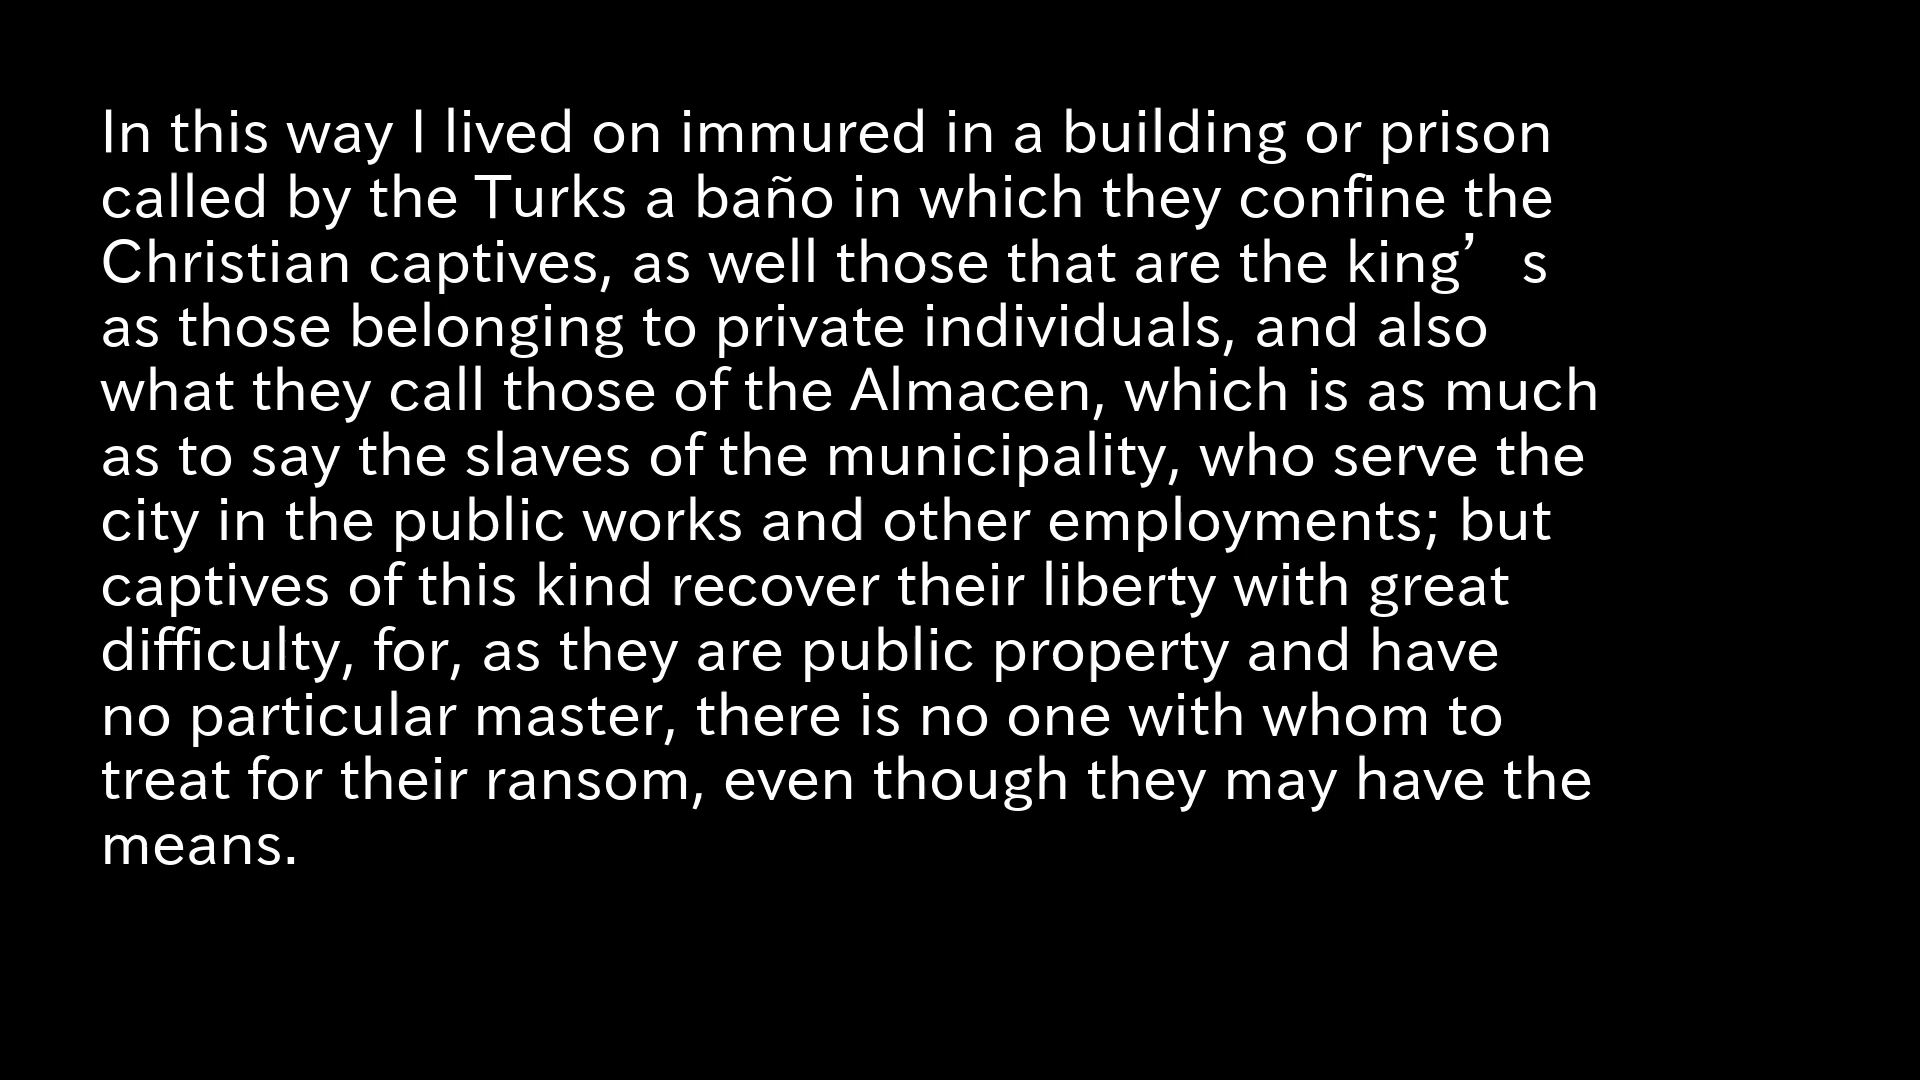 In this way I lived on immured in a building or prison
called by the Turks a baño in which they confine the
Christian captives, as well those that are the king’s
as those belonging to private individuals, and also
what they call those of the Almacen, which is as much
as to say the slaves of the municipality, who serve the
city in the public works and other employments; but
captives of this kind recover their liberty with great
difficulty, for, as they are public property and have
no particular master, there is no one with whom to
treat for their ransom, even though they may have the
means.